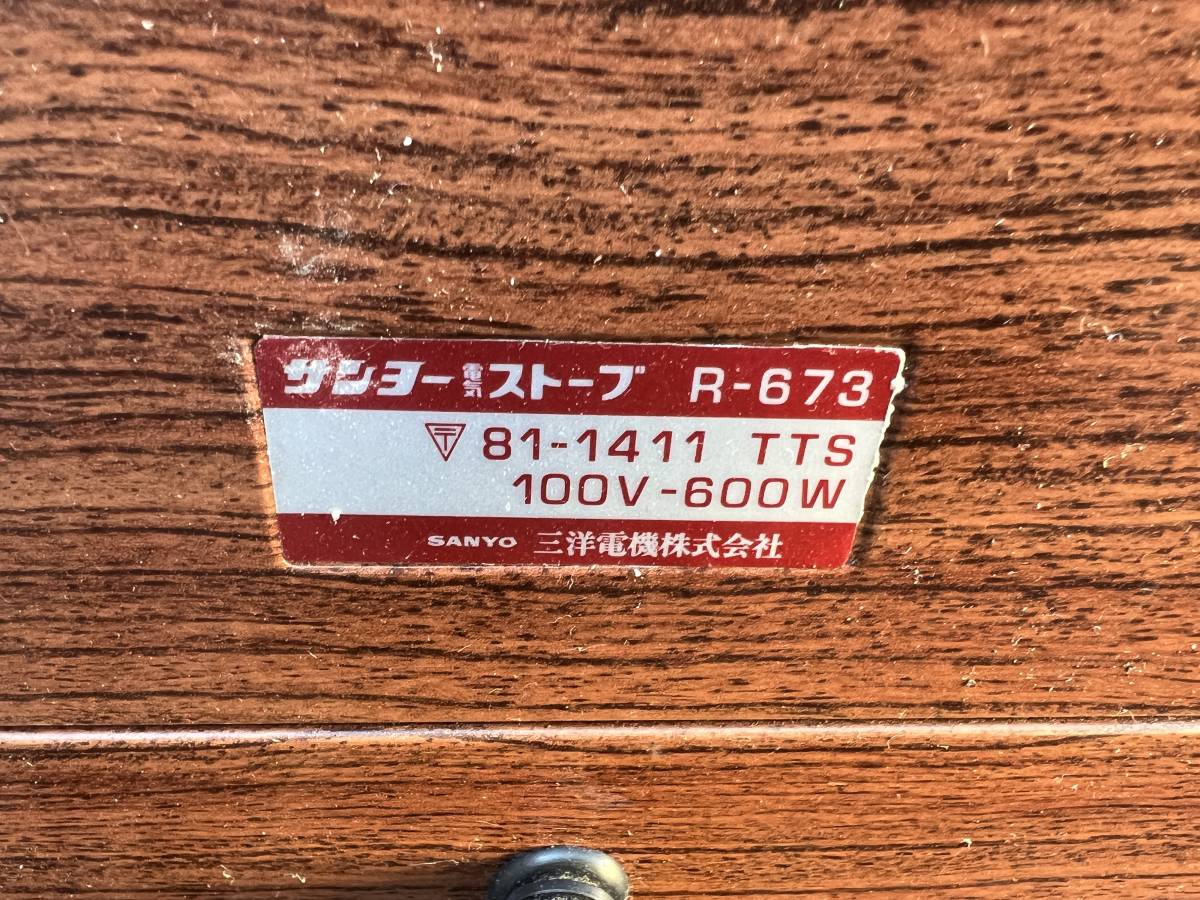 サンヨー電気ストーブ R-673
〒 81-1411 TTS
100V-600W
SANYO 三洋電機株式会社